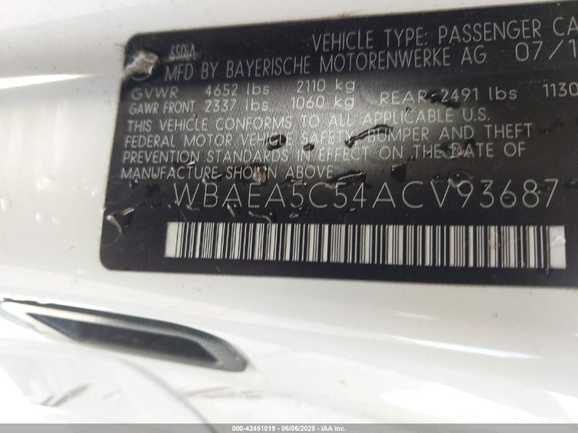 VEHICLE TYPE: PASSENGER CA
MFD BY BAYERISCHE MOTORENWERKE AG 07/1
GVWR 4652 lbs 2110 kg
GAWR FRONT 2337 lbs 1060 kg REAR 2491 lbs 1130
THIS VEHICLE CONFORMS TO ALL APPLICABLE U.S.
FEDERAL MOTOR VEHICLE SAFETY, BUMPER AND THEFT
PREVENTION STANDARDS IN EFFECT ON THE DATE OF
MANUFACTURE SHOWN ABOVE
WBAEA5C54ACV93687
000-42451019 | 06/06/2025 | IAA, Inc.